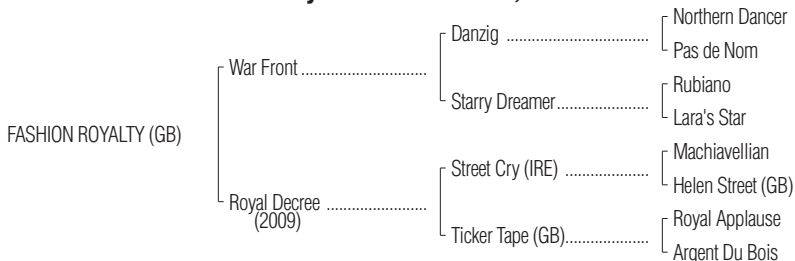 Northern Dancer
Danzig ................................
Pas de Nom
War Front ............................
Rubiano
Starry Dreamer.....................
Lara's Star
FASHION ROYALTY (GB)
Machiavellian
Street Cry (IRE) ...................
Helen Street (GB)
Royal Decree ......................
(2009)
Royal Applause
Ticker Tape (GB)...................
Argent Du Bois